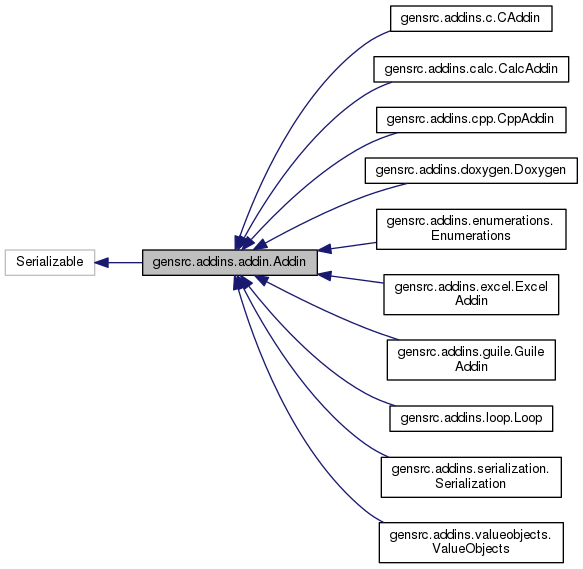 gensrc.addins.c.CAddin
gensrc.addins.calc.CalcAddin
gensrc.addins.cpp.CppAddin
gensrc.addins.doxygen.Doxygen
gensrc.addins.enumerations.
Enumerations
Serializable
gensrc.addins.addin.Addin
gensrc.addins.excel.Excel
Addin
gensrc.addins.guile.Guile
Addin
gensrc.addins.loop.Loop
gensrc.addins.serialization.
Serialization
gensrc.addins.valueobjects.
ValueObjects